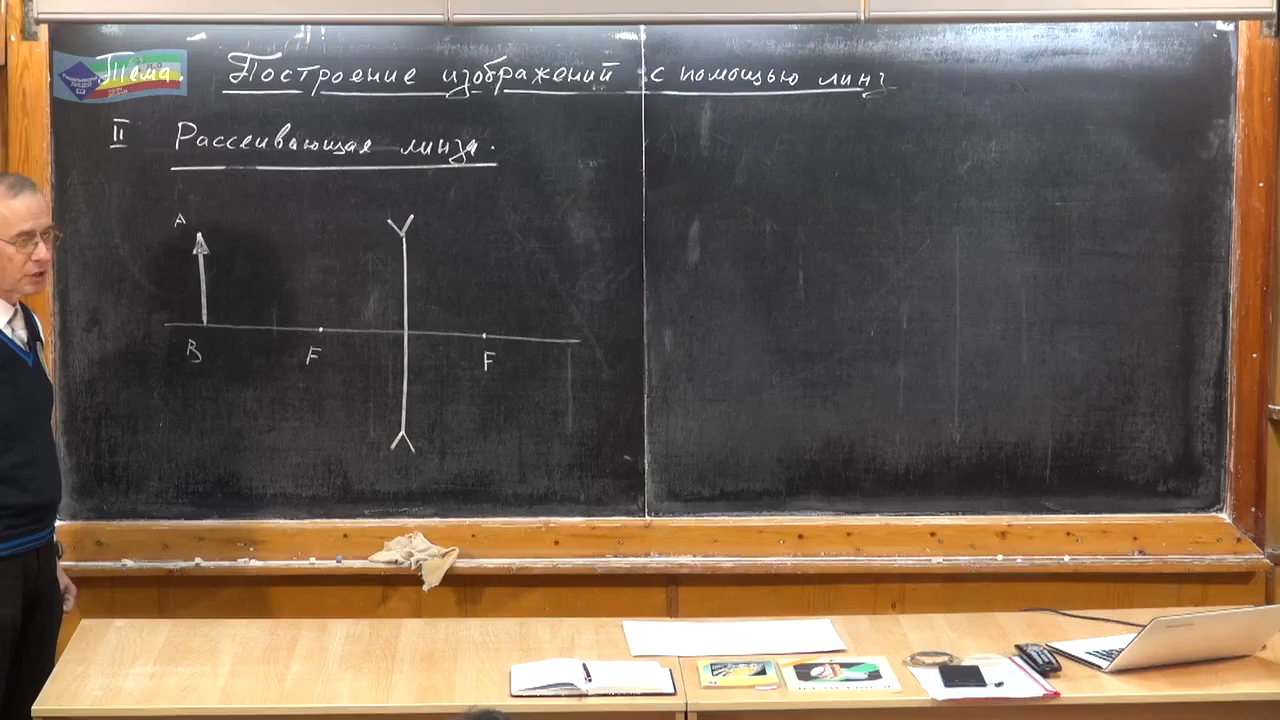 Тема. Построение изображений с помощью линз
II Рассеивающая линза.
A
B F F